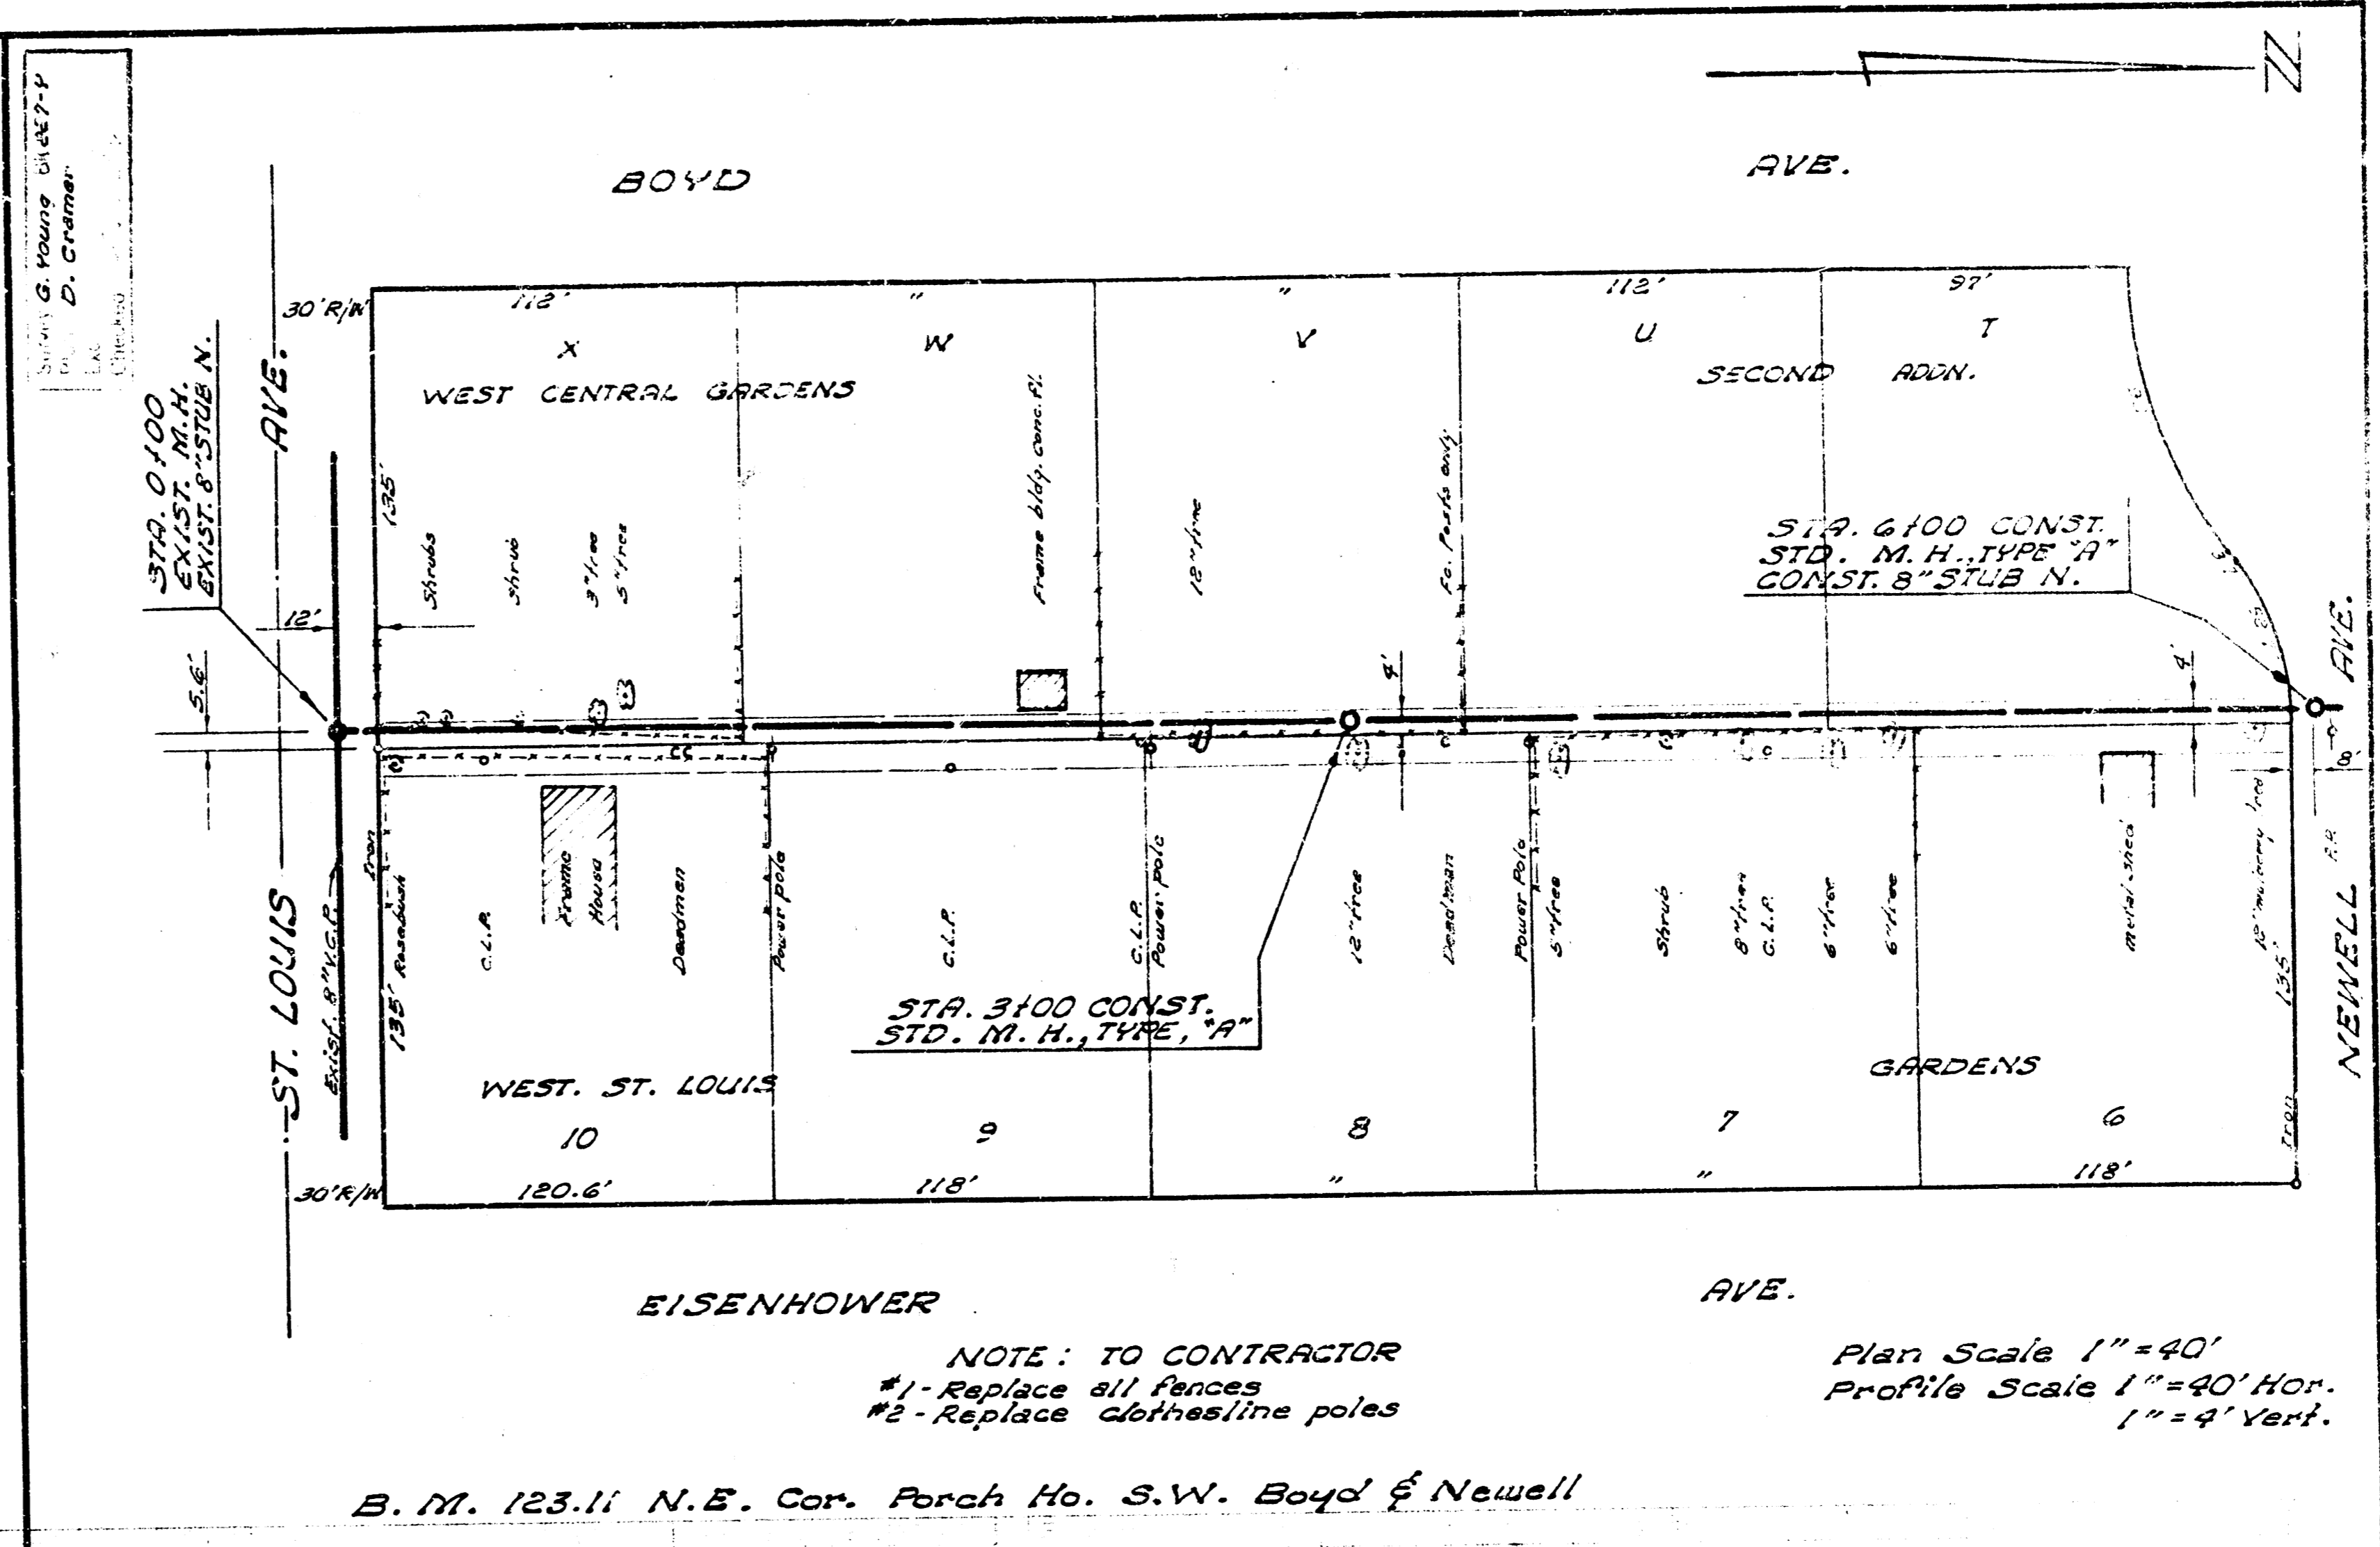 G. Young
D. Cramer
Checked
N
BOYD AVE.
STA. 0+00
EXIST. M.H.
EXIST. 8" STUB N.
ST. LOUIS AVE.
30' R/W
112'
"
"
112'
97'
X
W
V
U
T
WEST CENTRAL GARDENS
SECOND ADDN.
135'
Shrubs
Shrub
3" tree
5" tree
Frame bldg. conc. Fl.
12" tree
Fc. Posts only
STA. 6+00 CONST.
STD. M.H., TYPE "A"
CONST. 8" STUB N.
12'
5.6'
4'
4'
8'
NEWELL AVE.
Exist. 8" V.C.P.
Iron
135'
Rosebush
C.L.P.
Frame
House
Deadmen
Power pole
C.L.P.
C.L.P.
Power pole
12" tree
Deadman
Power Pole
5" tree
Shrub
8" tree
C.L.P.
6" tree
6" tree
metal shed
12" mulberry tree
135'
P.P.
Iron
STA. 3+00 CONST.
STD. M.H., TYPE, "A"
WEST. ST. LOUIS
GARDENS
10
9
8
7
6
30' R/W
120.6'
118'
"
"
118'
EISENHOWER AVE.
NOTE: TO CONTRACTOR
#1 - Replace all fences
#2 - Replace clothesline poles
Plan Scale 1" = 40'
Profile Scale 1" = 40' Hor.
1" = 4' Vert.
B.M. 123.11 N.E. Cor. Porch Ho. S.W. Boyd & Newell